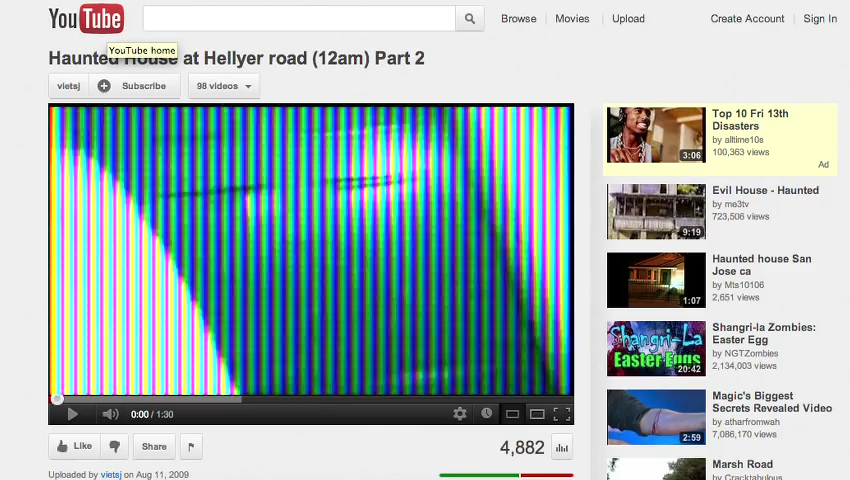 YouTube
Browse
Movies
Upload
Create Account
Sign In
YouTube home
Haunted House at Hellyer road (12am) Part 2
vietsj
Subscribe
98 videos
0:00 / 1:30
Like
Share
4,882
Uploaded by vietsj on Aug 11, 2009
3:06
Top 10 Fri 13th
Disasters
by alltime10s
100,363 views
Ad
9:19
Evil House - Haunted
by me3tv
723,506 views
1:07
Haunted house San
Jose ca
by Mts10106
2,651 views
Shangri-La
Easter Eggs
20:42
Shangri-la Zombies:
Easter Egg
by NGTZombies
2,134,003 views
2:59
Magic's Biggest
Secrets Revealed Video
by atharfromwah
7,086,170 views
Marsh Road
by Cracktabulous